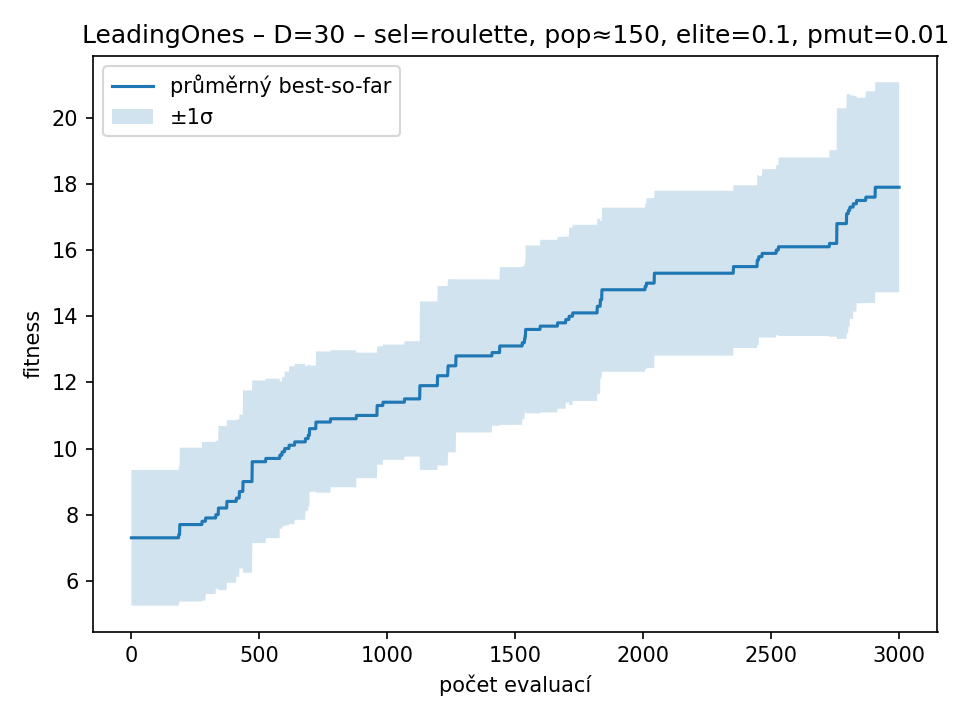 LeadingOnes – D=30 – sel=roulette, pop≈150, elite=0.1, pmut=0.01
průměrný best-so-far
±1σ
20
18
16
14
12
10
8
6
fitness
0 500 1000 1500 2000 2500 3000
počet evaluací